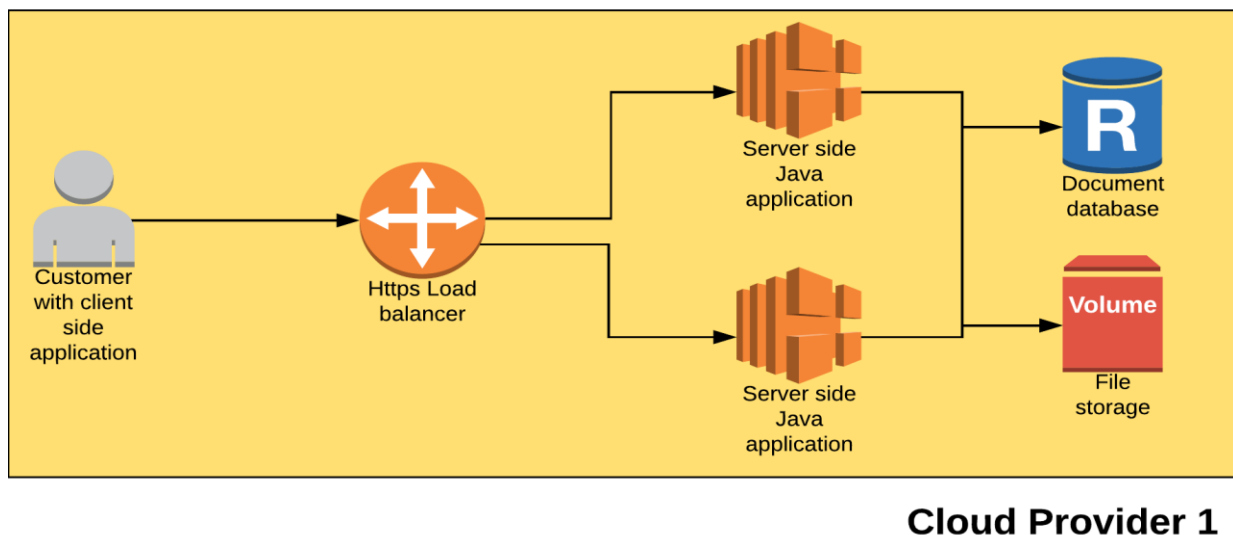 Customer
with client
side
application
Https Load
balancer
Server side
Java
application
Server side
Java
application
R
Document
database
Volume
File
storage
Cloud Provider 1